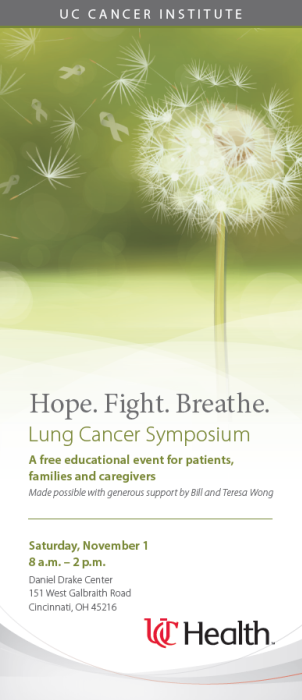 UC CANCER INSTITUTE
Hope. Fight. Breathe.
Lung Cancer Symposium
A free educational event for patients,
families and caregivers
Made possible with generous support by Bill and Teresa Wong
Saturday, November 1
8 a.m. – 2 p.m.
Daniel Drake Center
151 West Galbraith Road
Cincinnati, OH 45216
UC Health™